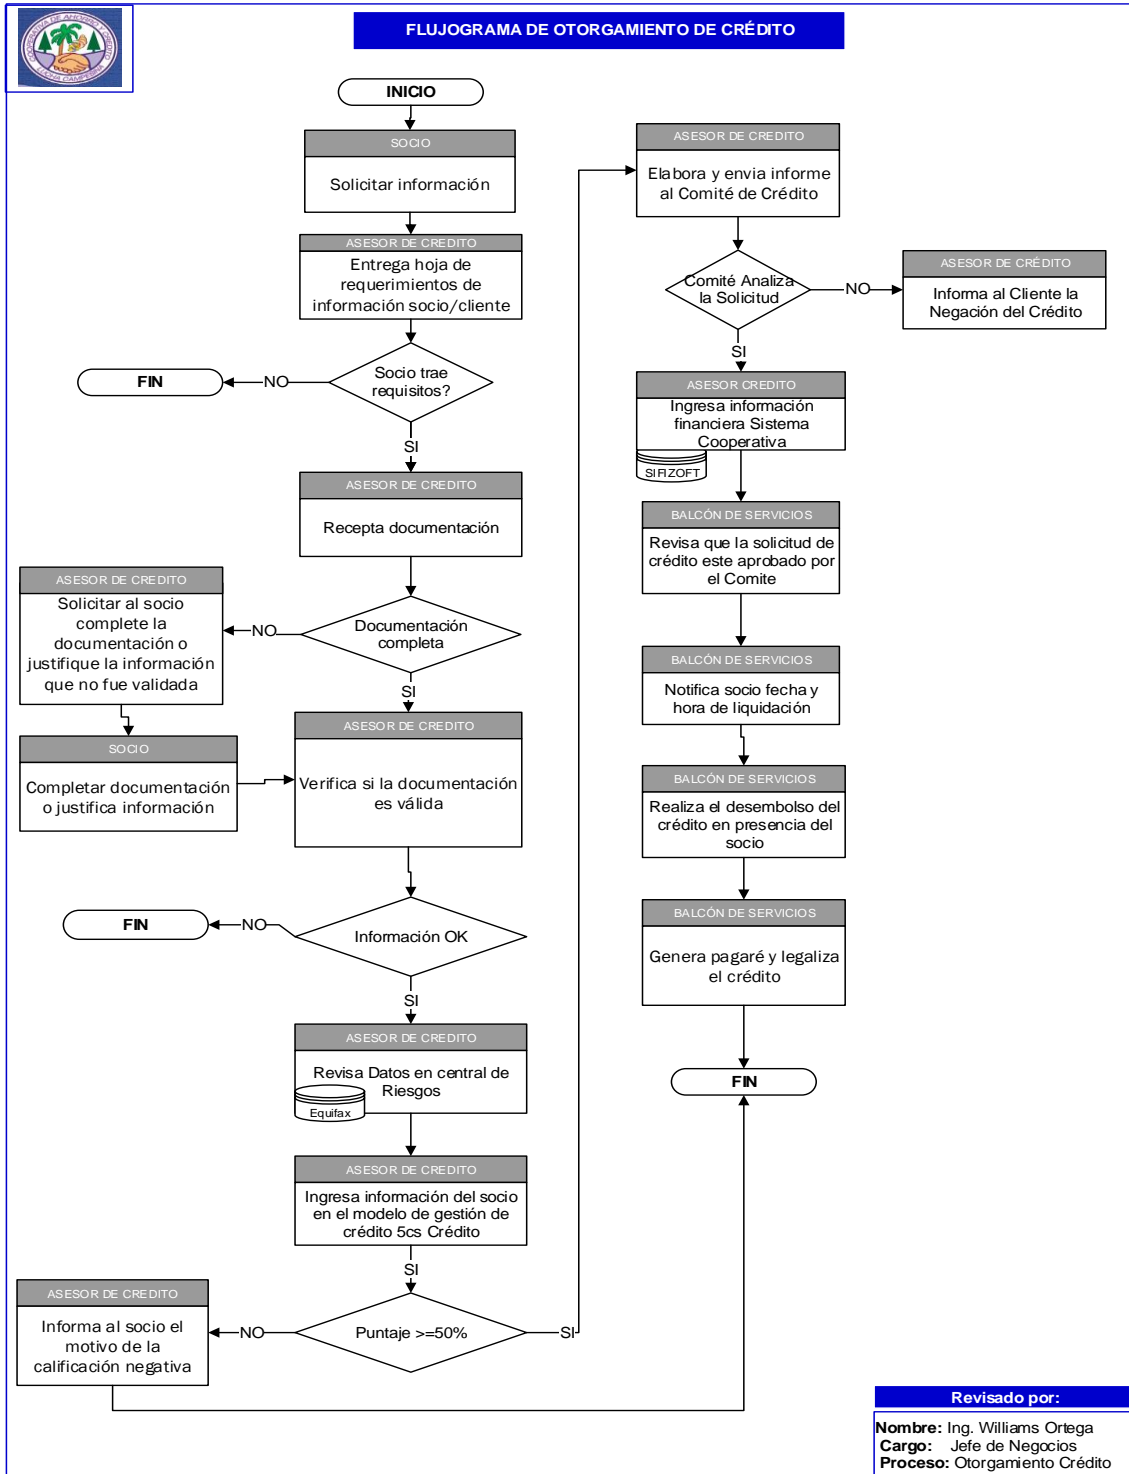 COOPERATIVA DE AHORRO Y CREDITO
LUCHA CAMPESINA
FLUJOGRAMA DE OTORGAMIENTO DE CRÉDITO
INICIO
SOCIO
Solicitar información
ASESOR DE CREDITO
Entrega hoja de
requerimientos de
información socio/cliente
Socio trae
requisitos?
NO
FIN
SI
ASESOR DE CREDITO
Recepta documentación
Documentación
completa
NO
ASESOR DE CREDITO
Solicitar al socio
complete la
documentación o
justifique la información
que no fue validada
SOCIO
Completar documentación
o justifica información
SI
ASESOR DE CREDITO
Verifica si la documentación
es válida
Información OK
NO
FIN
SI
ASESOR DE CREDITO
Revisa Datos en central de
Riesgos
Equifax
ASESOR DE CREDITO
Ingresa información del socio
en el modelo de gestión de
crédito 5cs Crédito
SI
Puntaje >=50%
NO
ASESOR DE CREDITO
Informa al socio el
motivo de la
calificación negativa
SI
ASESOR DE CREDITO
Elabora y envia informe
al Comité de Crédito
Comité Analiza
la Solicitud
NO
ASESOR DE CRÉDITO
Informa al Cliente la
Negación del Crédito
SI
ASESOR CREDITO
Ingresa información
financiera Sistema
Cooperativa
SIFIZOFT
BALCÓN DE SERVICIOS
Revisa que la solicitud de
crédito este aprobado por
el Comite
BALCÓN DE SERVICIOS
Notifica socio fecha y
hora de liquidación
BALCÓN DE SERVICIOS
Realiza el desembolso del
crédito en presencia del
socio
BALCÓN DE SERVICIOS
Genera pagaré y legaliza
el crédito
FIN
Revisado por:
Nombre: Ing. Williams Ortega
Cargo: Jefe de Negocios
Proceso: Otorgamiento Crédito